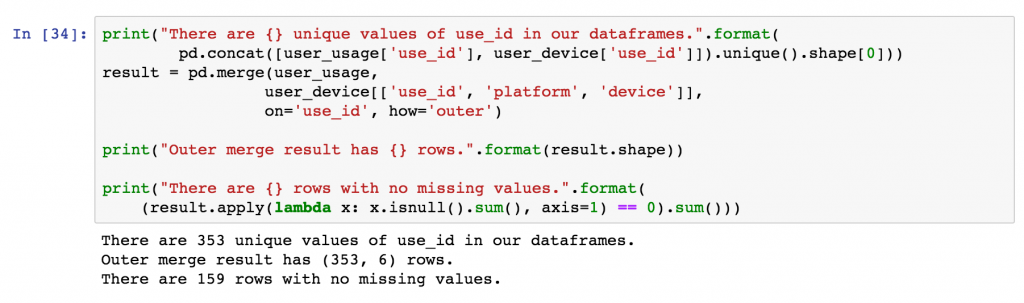 In [34]: print("There are {} unique values of use_id in our dataframes.".format(
pd.concat([user_usage['use_id'], user_device['use_id']]).unique().shape[0]))
result = pd.merge(user_usage,
user_device[['use_id', 'platform', 'device']],
on='use_id', how='outer')
print("Outer merge result has {} rows.".format(result.shape))
print("There are {} rows with no missing values.".format(
(result.apply(lambda x: x.isnull().sum(), axis=1) == 0).sum()))
There are 353 unique values of use_id in our dataframes.
Outer merge result has (353, 6) rows.
There are 159 rows with no missing values.